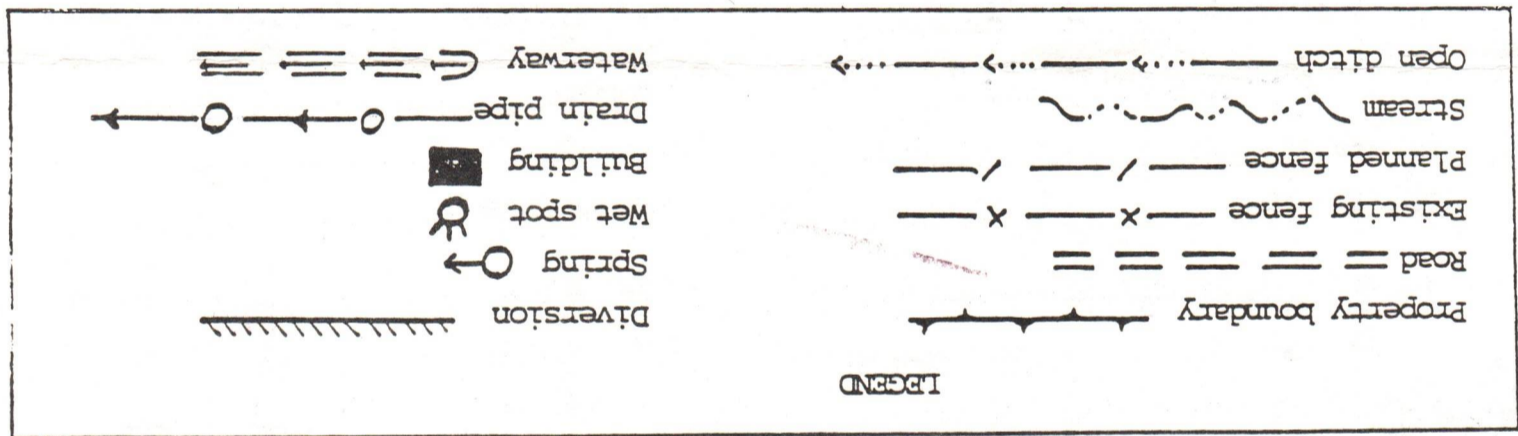 LEGEND
Property boundary
Road
Existing fence
Planned fence
Stream
Open ditch
Diversion
Spring
Wet spot
Building
Drain pipe
Waterway